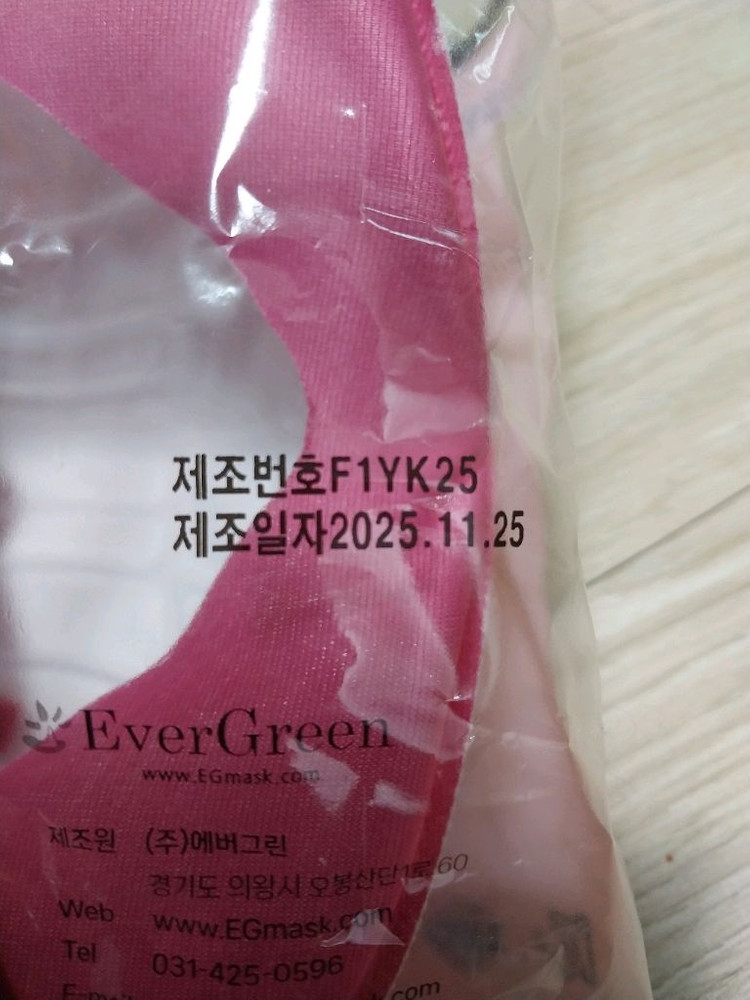 제조번호F1YK25
제조일자2025.11.25
EverGreen
www.EGmask.com
제조원 (주)에버그린
경기도 의왕시 오봉산단1로 60
Web www.EGmask.com
Tel 031-425-0596